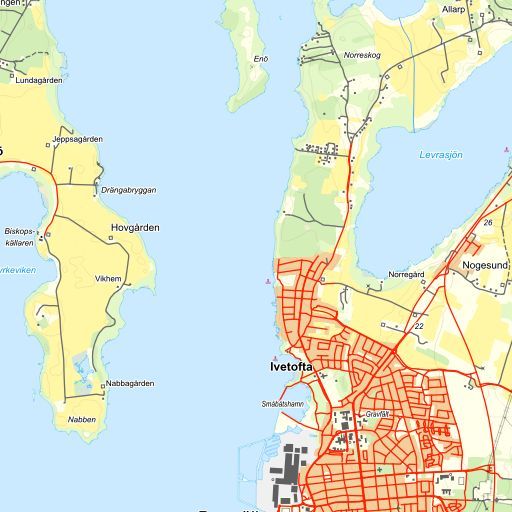 Allarp
Lundagården
Enö
Norreskog
Jeppsagården
Levrasjön
Drängabryggan
26
Biskops-
källaren
Hovgården
Nogesund
Vikhem
Norregård
22
Ivetofta
Nabbagården
Småbåtshamn
Gravfält
Nabben